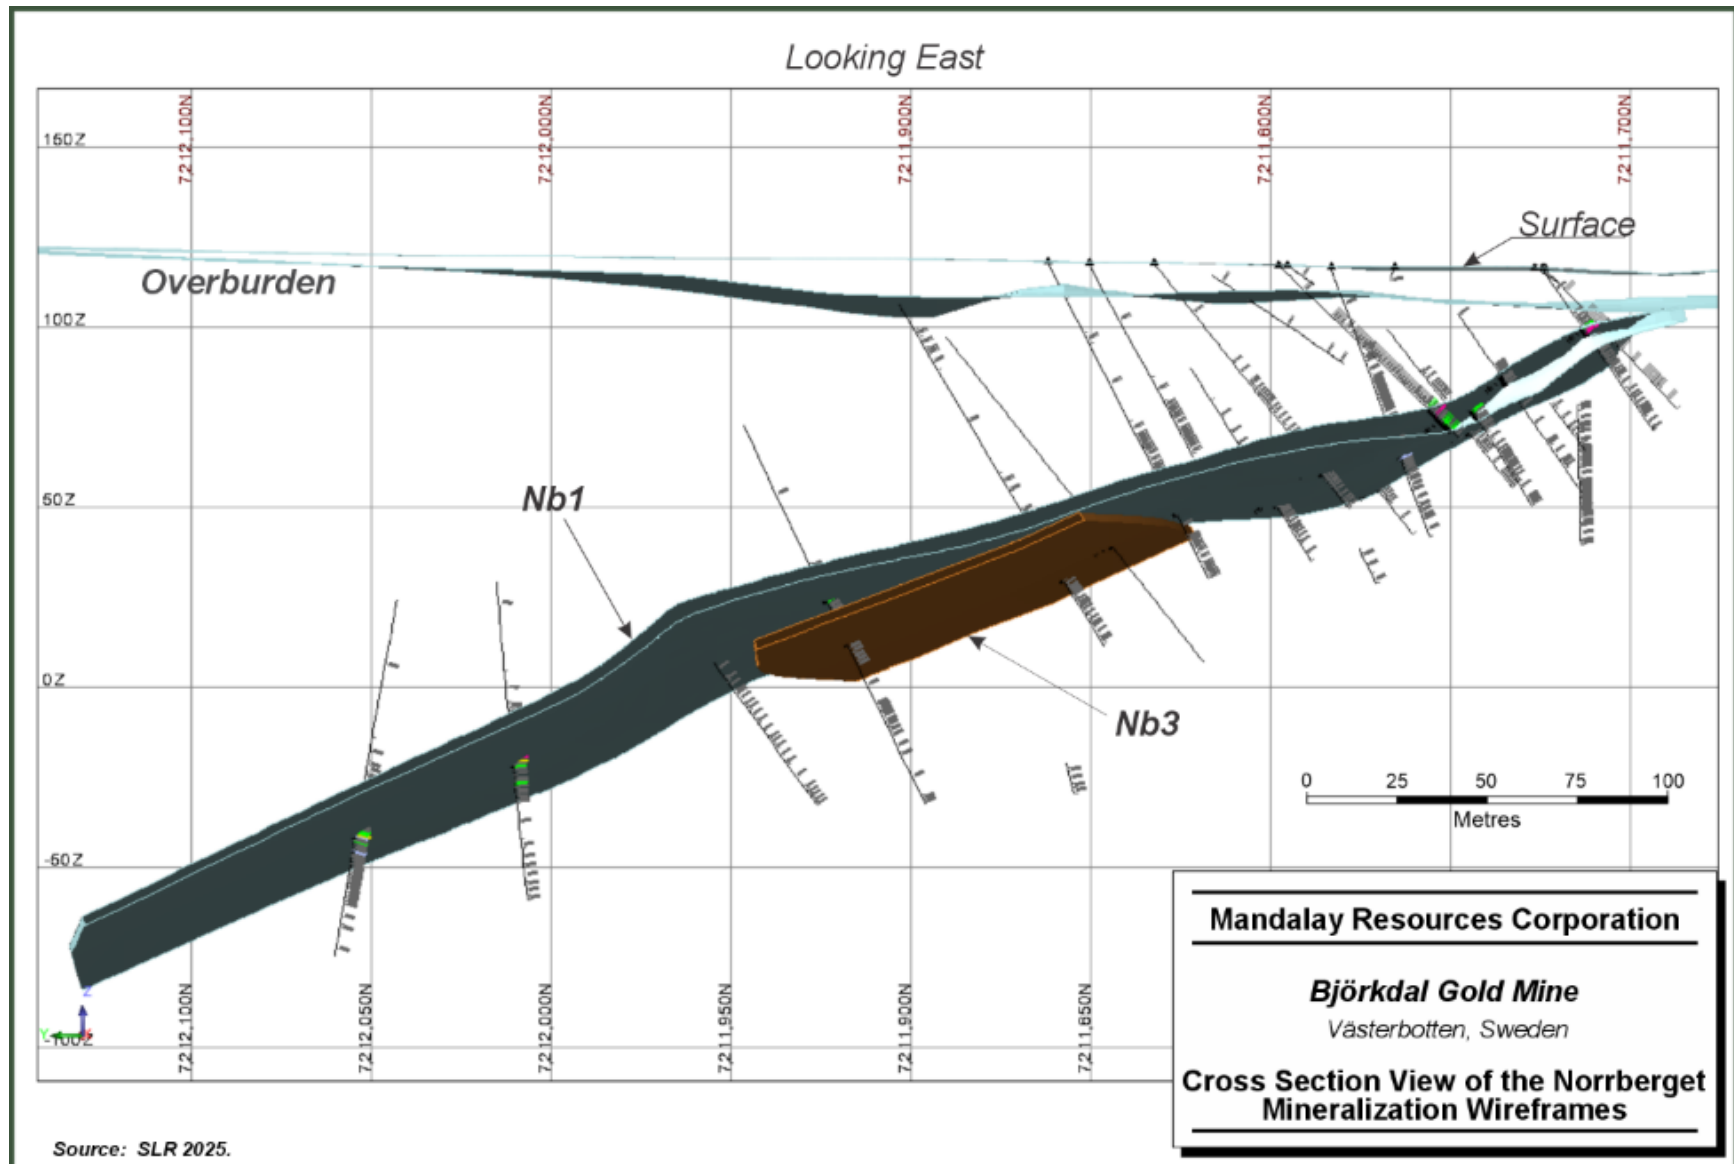 Looking East
7,212,100N
7,212,000N
7,211,900N
7,211,800N
7,211,700N
150Z
Surface
Overburden
100Z
50Z
Nb1
0Z
Nb3
0 25 50 75 100
Metres
-50Z
Mandalay Resources Corporation
Björkdal Gold Mine
Västerbotten, Sweden
Cross Section View of the Norrberget
Mineralization Wireframes
Z
Y
X
-100Z
7,212,100N
7,212,050N
7,212,000N
7,211,950N
7,211,900N
7,211,850N
Source: SLR 2025.